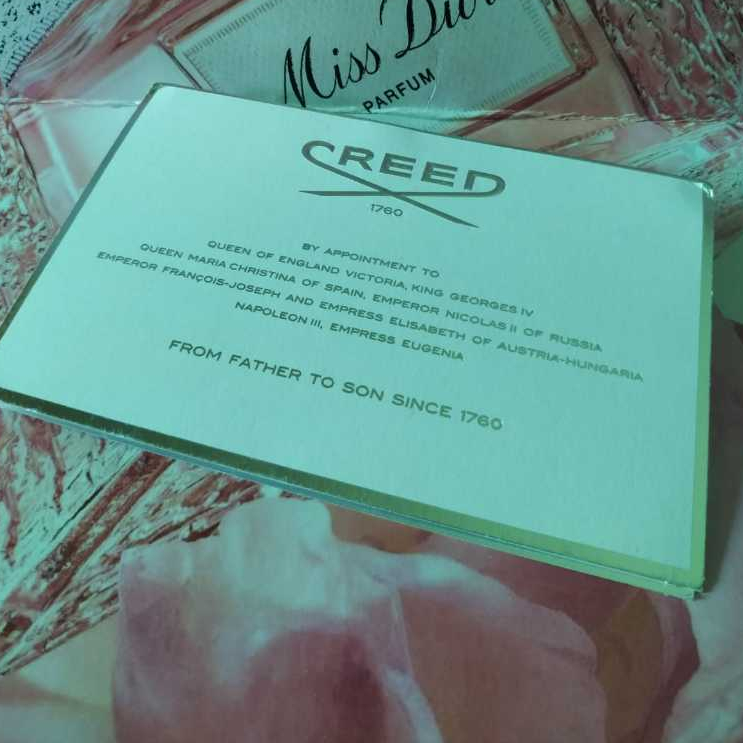 Miss Dior
PARFUM
CREED
1760
BY APPOINTMENT TO
QUEEN OF ENGLAND VICTORIA, KING GEORGES IV
QUEEN MARIA CHRISTINA OF SPAIN, EMPEROR NICOLAS II OF RUSSIA
EMPEROR FRANÇOIS-JOSEPH AND EMPRESS ELISABETH OF AUSTRIA-HUNGARIA
NAPOLEON III, EMPRESS EUGENIA
FROM FATHER TO SON SINCE 1760